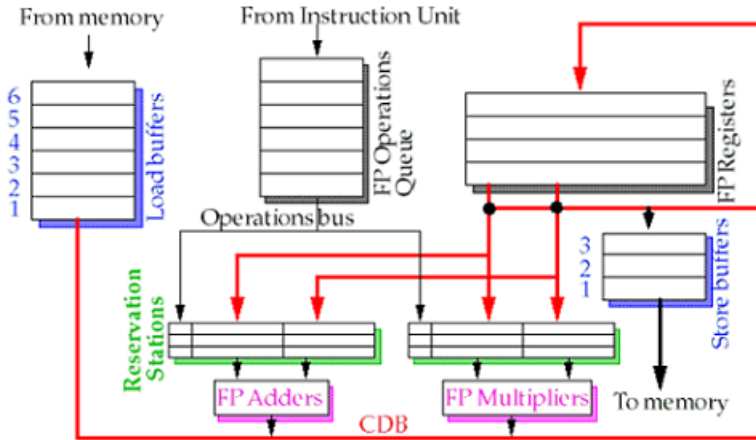 From memory
From Instruction Unit
6
5
4
3
2
1
Load buffers
FP Operations
Queue
FP Registers
Operations bus
3
2
1
Store buffers
Reservation
Stations
FP Adders
FP Multipliers
To memory
CDB